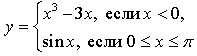 y = { x³ − 3x, если x < 0,
sin x, если 0 ≤ x ≤ π